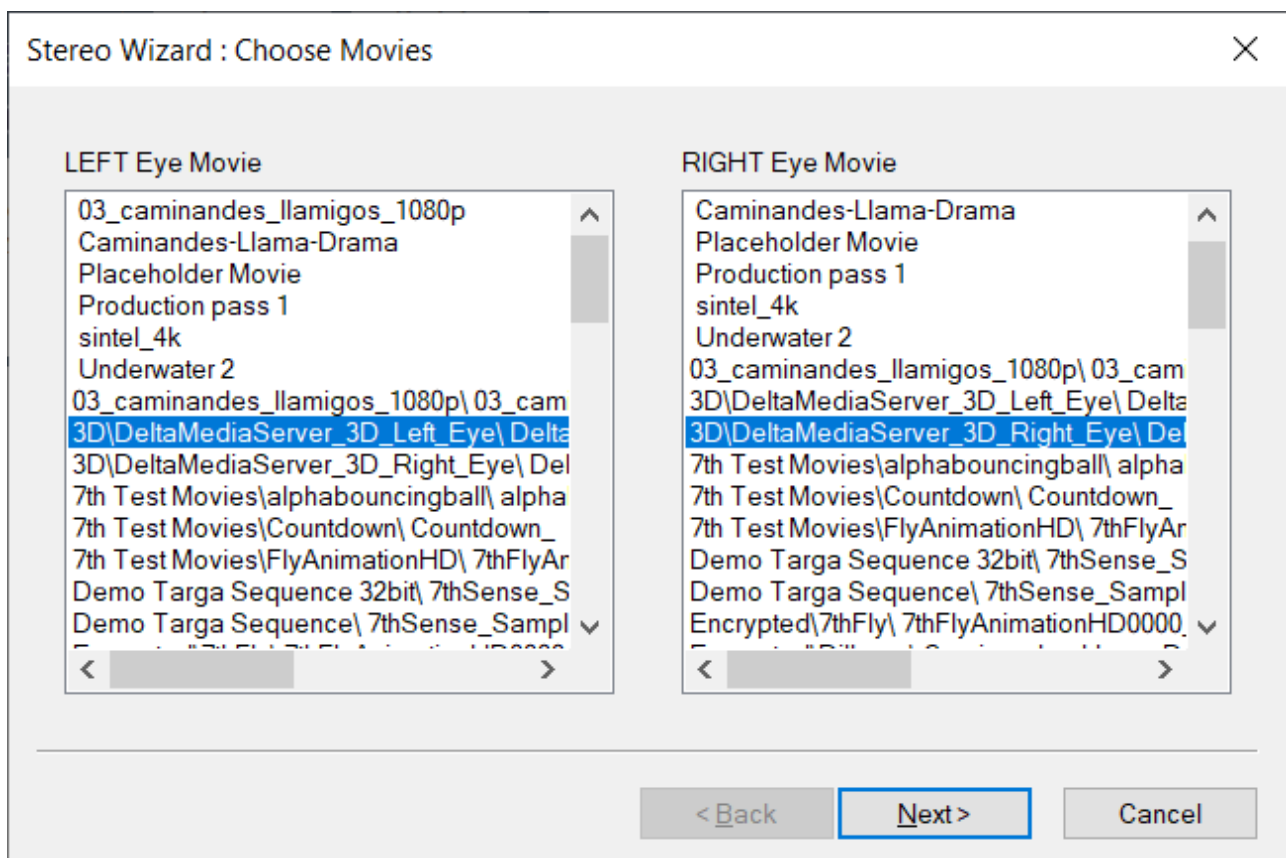 Stereo Wizard : Choose Movies
LEFT Eye Movie
03_caminandes_llamigos_1080p
Caminandes-Llama-Drama
Placeholder Movie
Production pass 1
sintel_4k
Underwater 2
03_caminandes_llamigos_1080p\ 03_cam
3D\DeltaMediaServer_3D_Left_Eye\ Delta
3D\DeltaMediaServer_3D_Right_Eye\ Del
7th Test Movies\alphabouncingball\ alpha
7th Test Movies\Countdown\ Countdown_
7th Test Movies\FlyAnimationHD\ 7thFlyAr
Demo Targa Sequence 32bit\ 7thSense_S
Demo Targa Sequence\ 7thSense_Sampl
RIGHT Eye Movie
Caminandes-Llama-Drama
Placeholder Movie
Production pass 1
sintel_4k
Underwater 2
03_caminandes_llamigos_1080p\ 03_cam
3D\DeltaMediaServer_3D_Left_Eye\ Delta
3D\DeltaMediaServer_3D_Right_Eye\ Del
7th Test Movies\alphabouncingball\ alpha
7th Test Movies\Countdown\ Countdown_
7th Test Movies\FlyAnimationHD\ 7thFlyAr
Demo Targa Sequence 32bit\ 7thSense_S
Demo Targa Sequence\ 7thSense_Sampl
Encrypted\7thFly\ 7thFlyAnimationHD0000_
< Back
Next >
Cancel